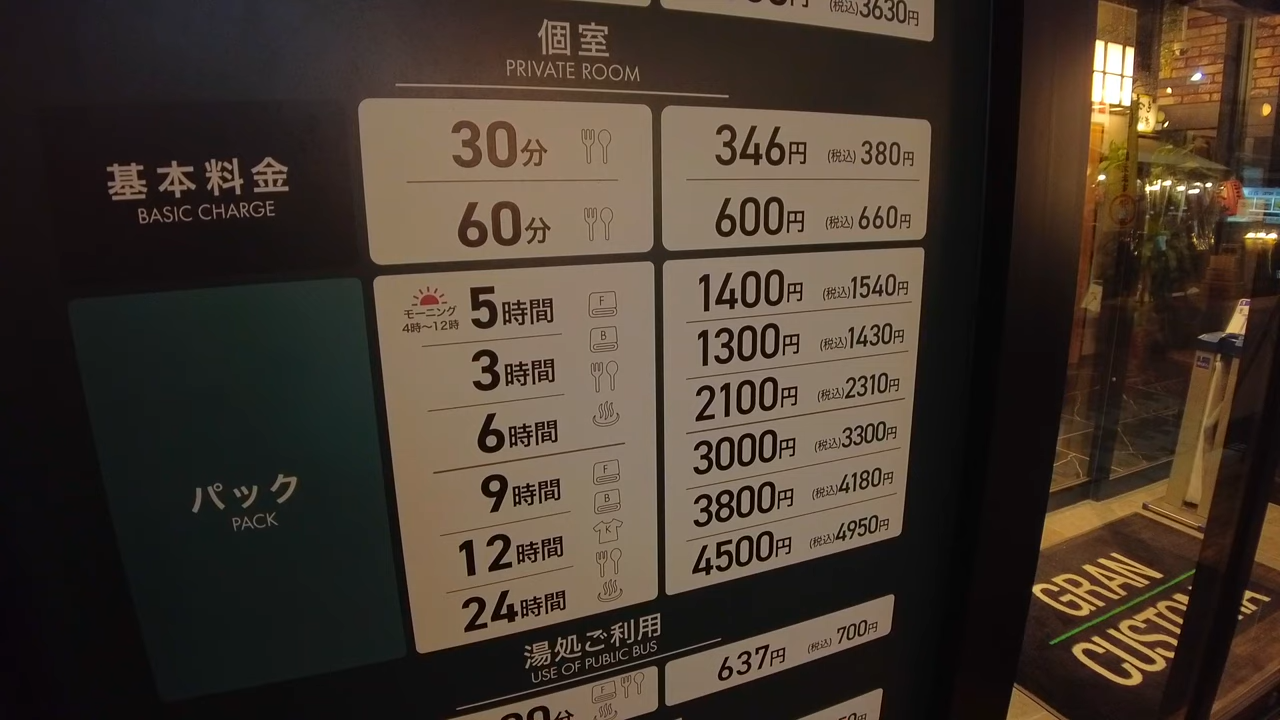 (税込)3630円
個室
PRIVATE ROOM
基本料金
BASIC CHARGE
30分 346円 (税込) 380円
60分 600円 (税込) 660円
パック
PACK
モーニング
4時〜12時
5時間 F 1400円 (税込)1540円
3時間 B 1300円 (税込)1430円
6時間 2100円 (税込)2310円
9時間 F 3000円 (税込)3300円
B
12時間 K 3800円 (税込)4180円
24時間 4500円 (税込)4950円
湯処ご利用
USE OF PUBLIC BUS
F 637円 (税込) 700円
GRAN